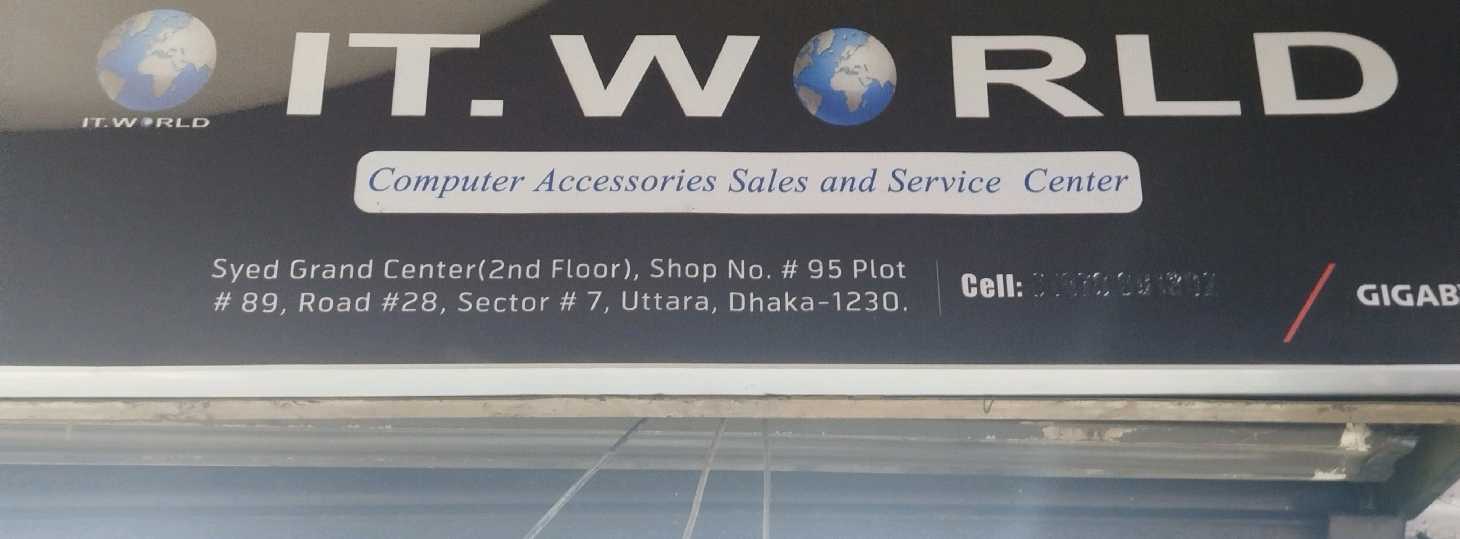 IT.WORLD
IT.WORLD
Computer Accessories Sales and Service Center
Syed Grand Center(2nd Floor), Shop No. # 95 Plot
# 89, Road #28, Sector # 7, Uttara, Dhaka-1230.
Cell:
GIGAB